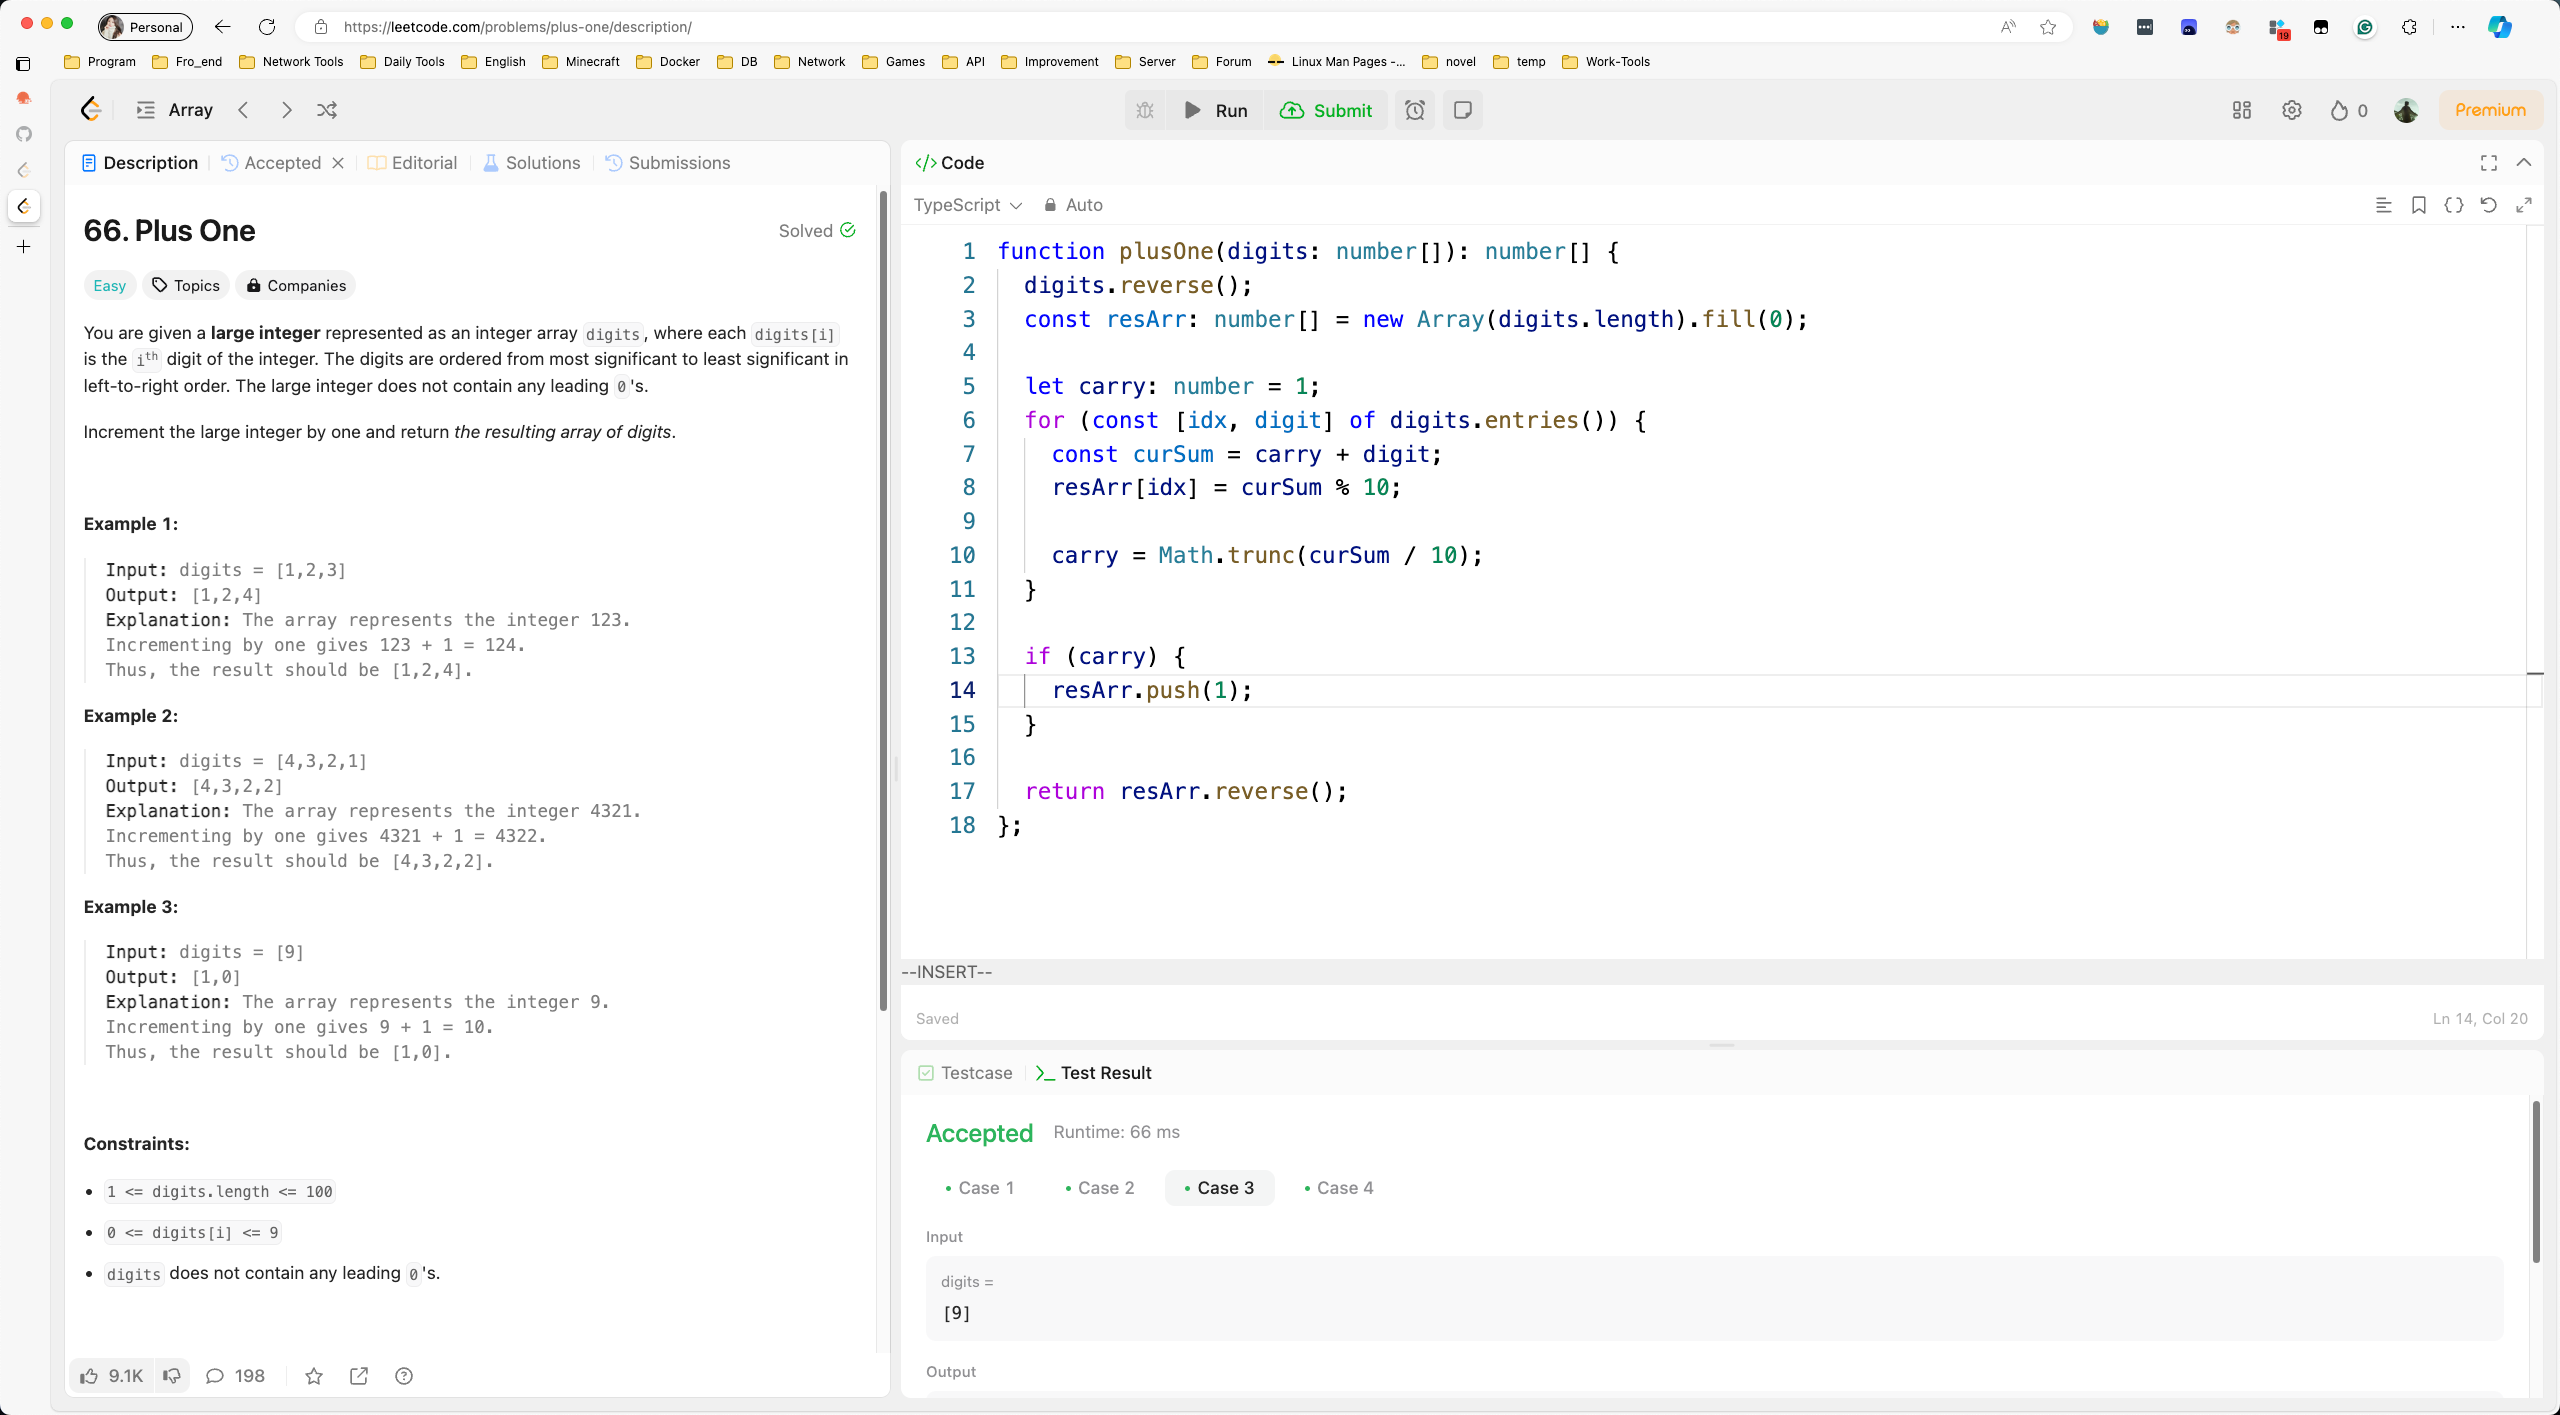 Personal
https://leetcode.com/problems/plus-one/description/
19
Program
Fro_end
Network Tools
Daily Tools
English
Minecraft
Docker
DB
Network
Games
API
Improvement
Server
Forum
Linux Man Pages -...
novel
temp
Work-Tools
Array
Run
Submit
0
Premium
Description
Accepted
Editorial
Solutions
Submissions
66. Plus One
Solved
Easy
Topics
Companies
You are given a large integer represented as an integer array digits, where each digits[i]
is the ith digit of the integer. The digits are ordered from most significant to least significant in
left-to-right order. The large integer does not contain any leading 0's.
Increment the large integer by one and return the resulting array of digits.
Example 1:
Input: digits = [1,2,3]
Output: [1,2,4]
Explanation: The array represents the integer 123.
Incrementing by one gives 123 + 1 = 124.
Thus, the result should be [1,2,4].
Example 2:
Input: digits = [4,3,2,1]
Output: [4,3,2,2]
Explanation: The array represents the integer 4321.
Incrementing by one gives 4321 + 1 = 4322.
Thus, the result should be [4,3,2,2].
Example 3:
Input: digits = [9]
Output: [1,0]
Explanation: The array represents the integer 9.
Incrementing by one gives 9 + 1 = 10.
Thus, the result should be [1,0].
Constraints:
1 <= digits.length <= 100
0 <= digits[i] <= 9
digits does not contain any leading 0's.
9.1K
198
</> Code
TypeScript
Auto
1 function plusOne(digits: number[]): number[] {
2 digits.reverse();
3 const resArr: number[] = new Array(digits.length).fill(0);
4
5 let carry: number = 1;
6 for (const [idx, digit] of digits.entries()) {
7 const curSum = carry + digit;
8 resArr[idx] = curSum % 10;
9
10 carry = Math.trunc(curSum / 10);
11 }
12
13 if (carry) {
14 resArr.push(1);
15 }
16
17 return resArr.reverse();
18 };
--INSERT--
Saved
Ln 14, Col 20
Testcase
Test Result
Accepted
Runtime: 66 ms
Case 1
Case 2
Case 3
Case 4
Input
digits =
[9]
Output